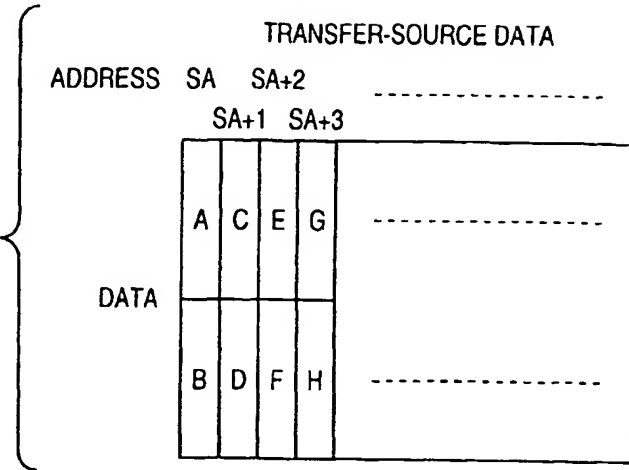 TRANSFER-SOURCE DATA
ADDRESS SA SA+2
SA+1 SA+3
A C E G
DATA
B D F H